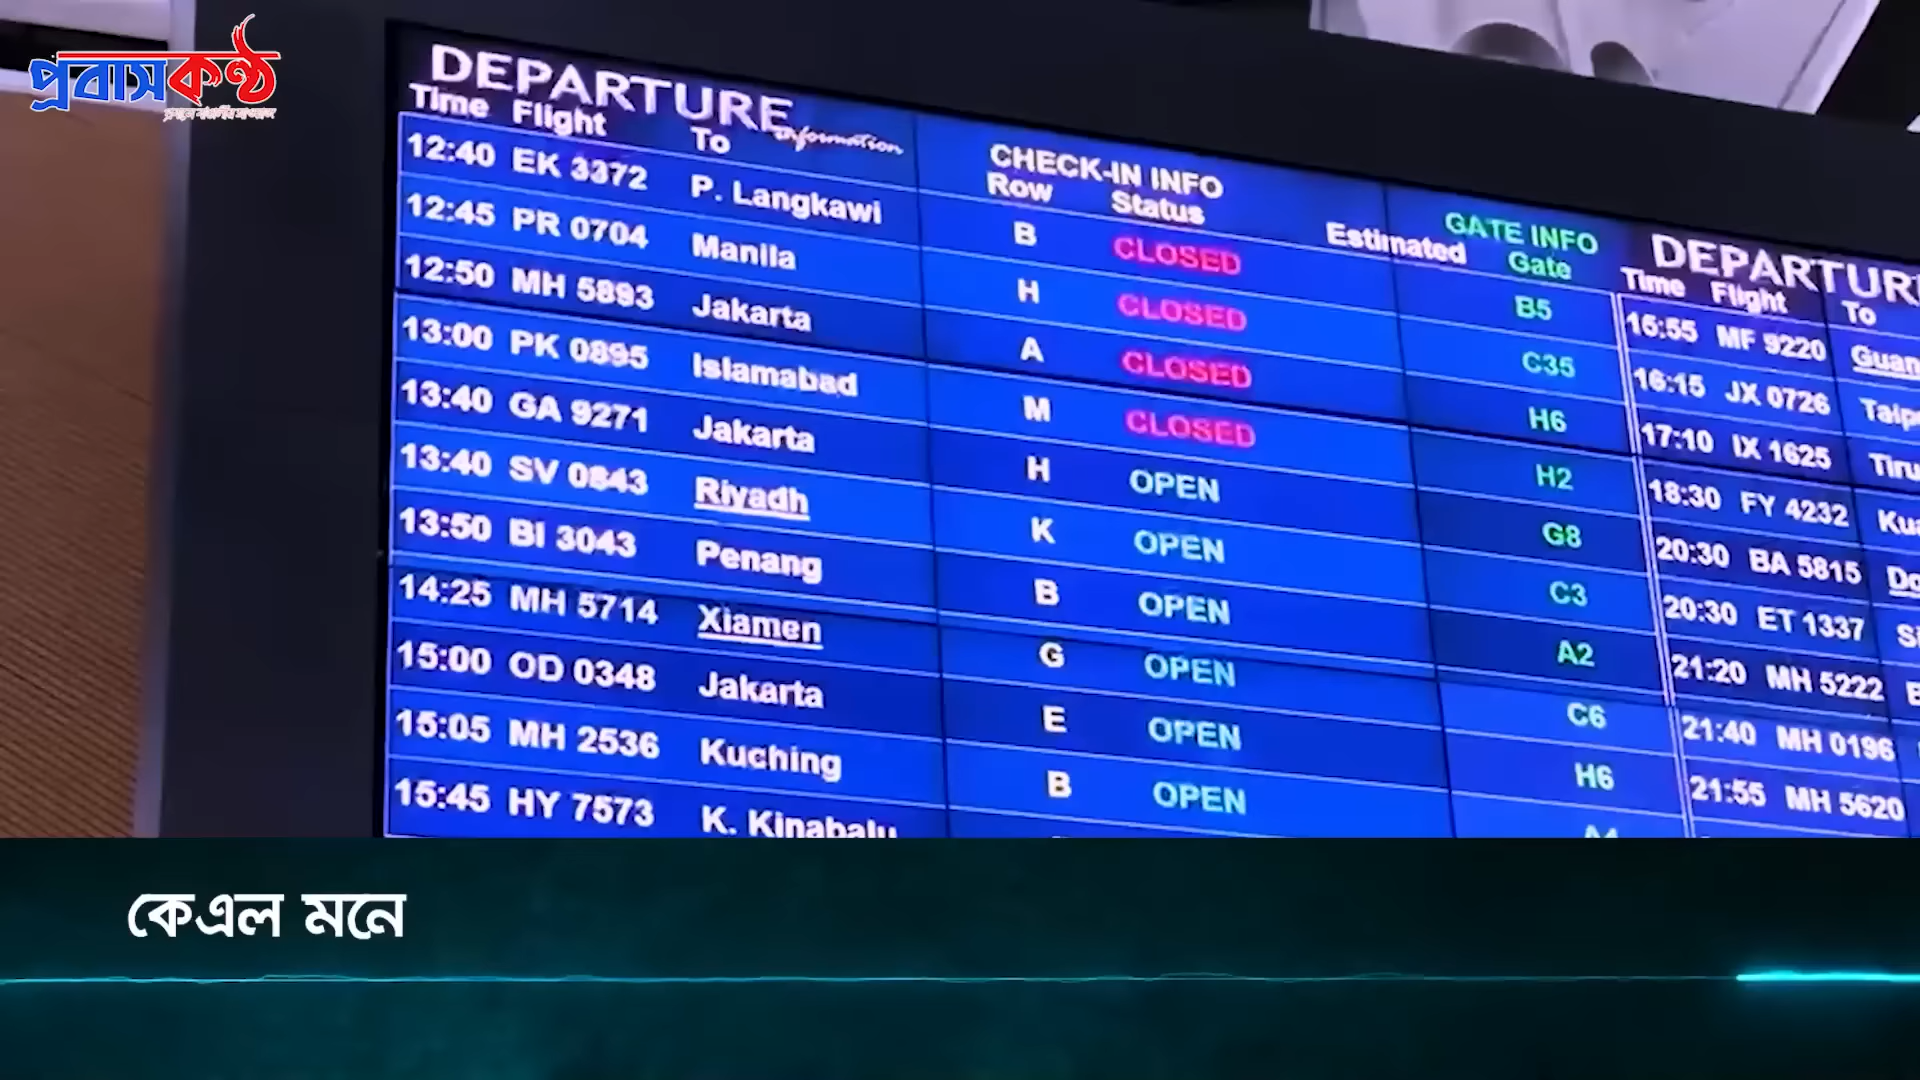 প্রবাসকণ্ঠ
DEPARTURE information
Time Flight To
CHECK-IN INFO
Row Status
Estimated
GATE INFO
Gate
12:40 EK 3372 P. Langkawi B CLOSED B5
12:45 PR 0704 Manila H CLOSED C35
12:50 MH 5893 Jakarta A CLOSED H6
13:00 PK 0895 Islamabad M CLOSED H2
13:40 GA 9271 Jakarta H OPEN G8
13:40 SV 0843 Riyadh K OPEN C3
13:50 BI 3043 Penang B OPEN A2
14:25 MH 5714 Xiamen G OPEN C6
15:00 OD 0348 Jakarta E OPEN H6
15:05 MH 2536 Kuching B OPEN A4
15:45 HY 7573 K. Kinabalu
DEPARTURE
Time Flight To
16:55 MF 9220 Guan
16:15 JX 0726 Taip
17:10 IX 1625 Tiru
18:30 FY 4232 Kua
20:30 BA 5815 Do
20:30 ET 1337
21:20 MH 5222
21:40 MH 0196
21:55 MH 5620
কেএল মনে